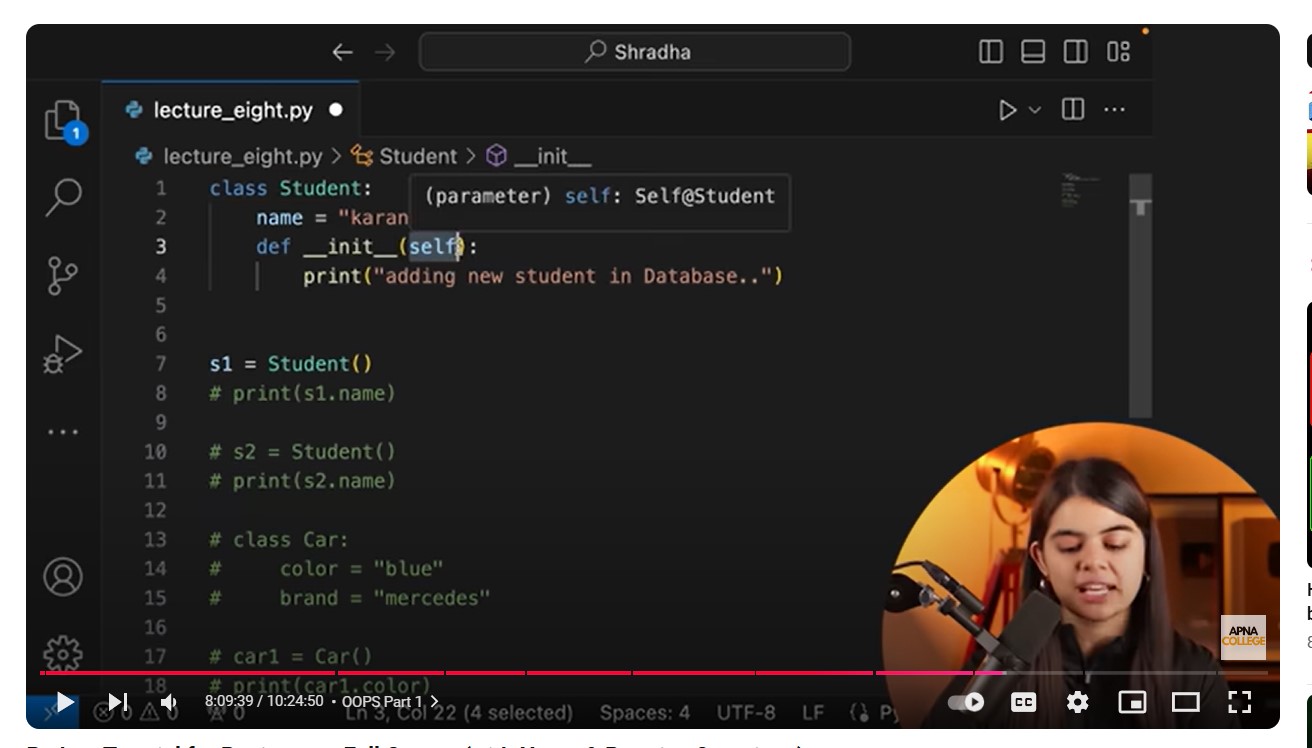 Shradha
lecture_eight.py
1
lecture_eight.py > Student > __init__
(parameter) self: Self@Student
1 class Student:
2 name = "karan
3 def __init__(self):
4 print("adding new student in Database..")
5
6
7 s1 = Student()
8 # print(s1.name)
9
10 # s2 = Student()
11 # print(s2.name)
12
13 # class Car:
14 # color = "blue"
15 # brand = "mercedes"
16
17 # car1 = Car()
18 # print(car1.color)
APNA
COLLEGE
8:09:39 / 10:24:50 • OOPS Part 1 >
CC
0 0 0 Ln 3, Col 22 (4 selected) Spaces: 4 UTF-8 LF